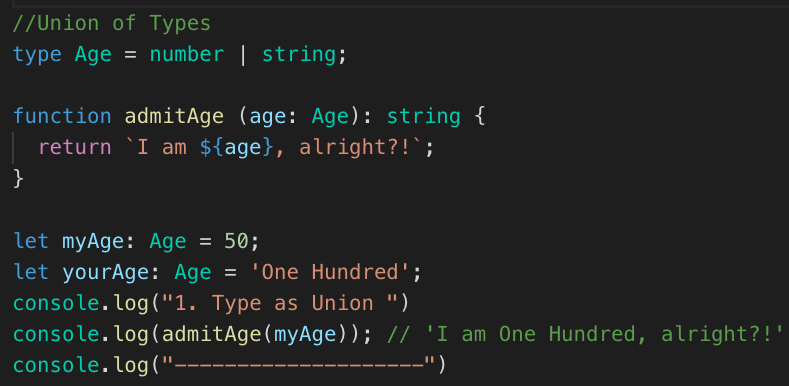 //Union of Types
type Age = number | string;
function admitAge (age: Age): string {
return `I am ${age}, alright?!`;
}
let myAge: Age = 50;
let yourAge: Age = 'One Hundred';
console.log("1. Type as Union ")
console.log(admitAge(myAge)); // 'I am One Hundred, alright?!'
console.log("--------------------")